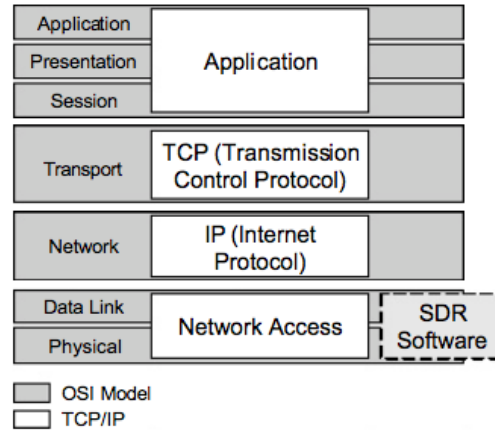 Application
Presentation
Session
Application
Transport
TCP (Transmission
Control Protocol)
Network
IP (Internet
Protocol)
Data Link
Physical
Network Access
SDR
Software
OSI Model
TCP/IP